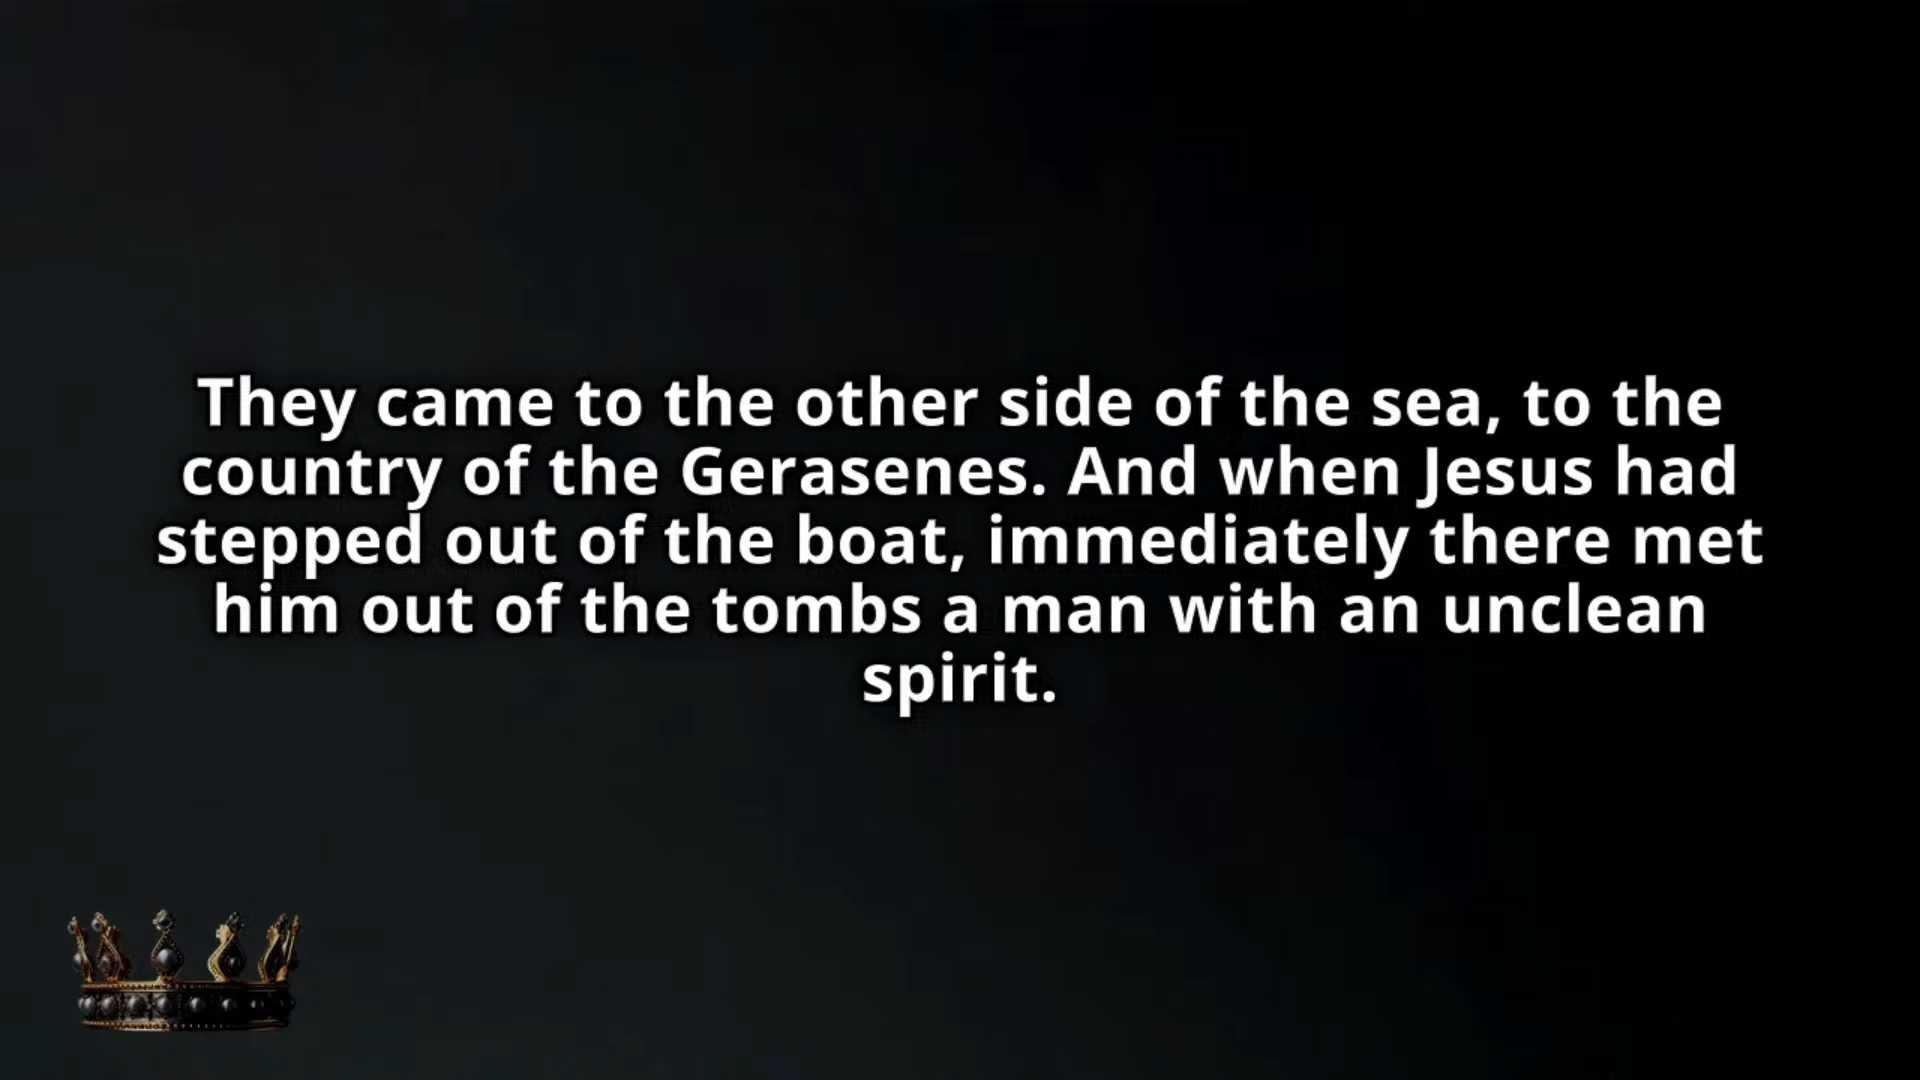 They came to the other side of the sea, to the
country of the Gerasenes. And when Jesus had
stepped out of the boat, immediately there met
him out of the tombs a man with an unclean
spirit.